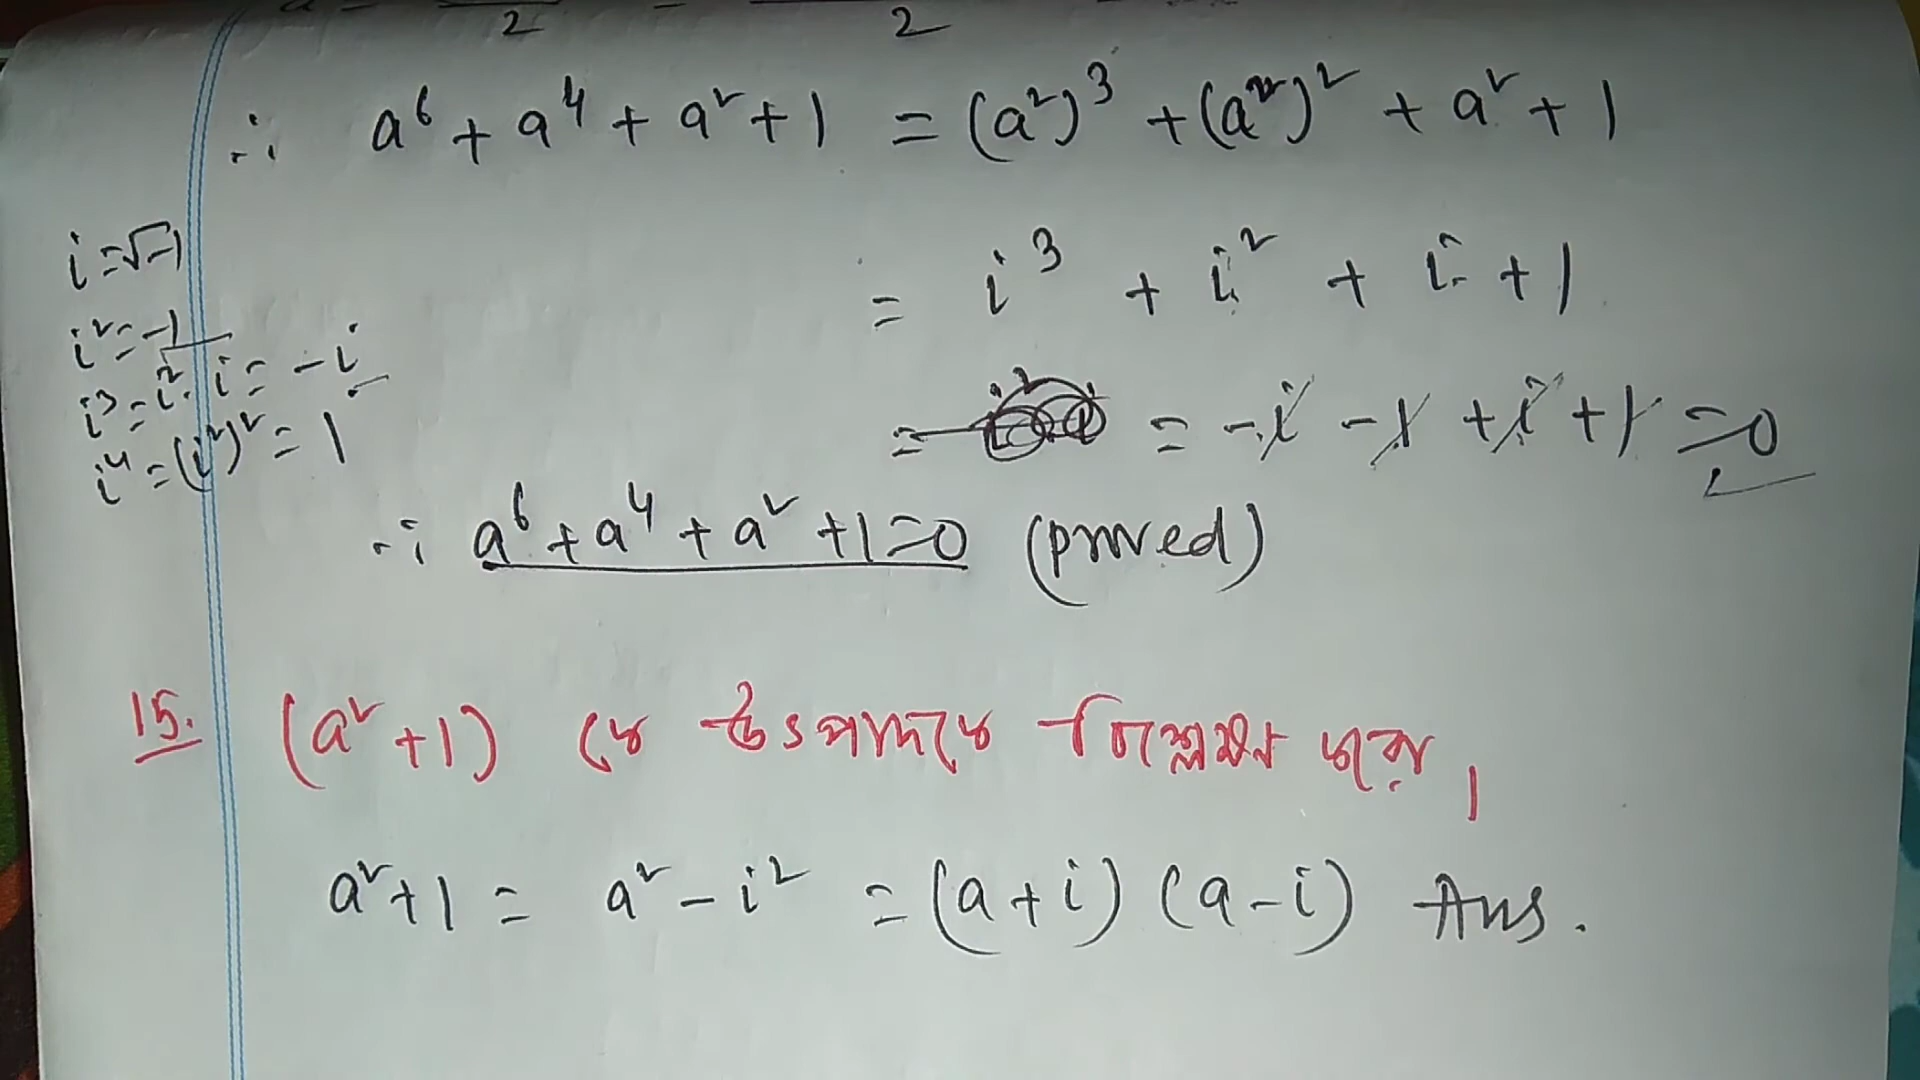 ∴ a⁶ + a⁴ + a² + 1 = (a²)³ + (a²)² + a² + 1
i = √-1
= i³ + i² + i + 1
i² = -1
i³ = i².i = -i
= = -i -1 +i +1 = 0
i⁴ = (i²)² = 1
∴ a⁶ + a⁴ + a² + 1 = 0 (proved)
15. (a² + 1) কে উৎপাদকে বিশ্লেষণ করো।
a² + 1 = a² - i² = (a + i) (a - i) Ans.